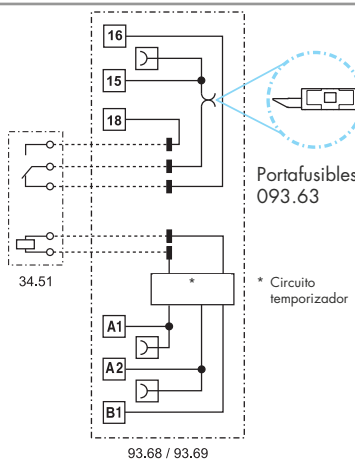 16
15
18
Portafusibles
093.63
34.51
*
* Circuito
temporizador
A1
A2
B1
93.68 / 93.69